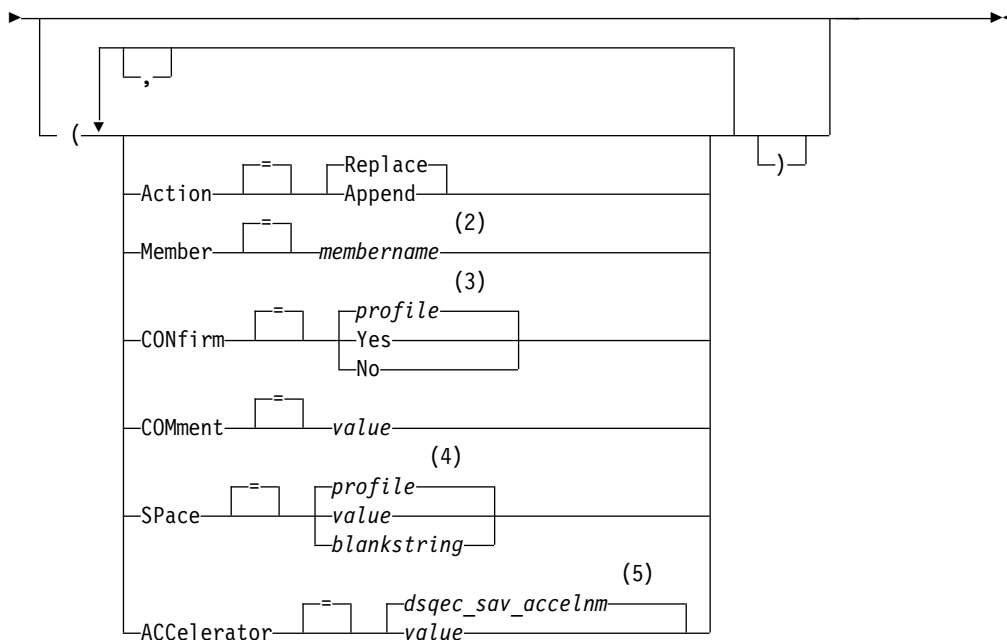 ,
(
)
= Replace
Action Append
(2)
=
Member membername
(3)
= profile
CONfirm Yes
No
=
COMment value
(4)
= profile
SPace value
blankstring
(5)
= dsqec_sav_accelnm
ACCelerator value